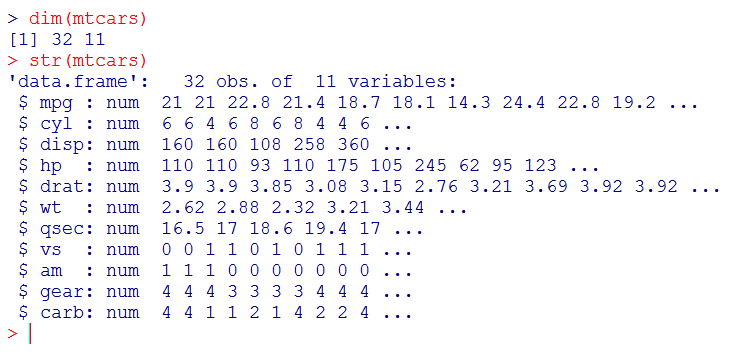 > dim(mtcars)
[1] 32 11
> str(mtcars)
'data.frame':   32 obs. of  11 variables:
 $ mpg : num  21 21 22.8 21.4 18.7 18.1 14.3 24.4 22.8 19.2 ...
 $ cyl : num  6 6 4 6 8 6 8 4 4 6 ...
 $ disp: num  160 160 108 258 360 ...
 $ hp  : num  110 110 93 110 175 105 245 62 95 123 ...
 $ drat: num  3.9 3.9 3.85 3.08 3.15 2.76 3.21 3.69 3.92 3.92 ...
 $ wt  : num  2.62 2.88 2.32 3.21 3.44 ...
 $ qsec: num  16.5 17 18.6 19.4 17 ...
 $ vs  : num  0 0 1 1 0 1 0 1 1 1 ...
 $ am  : num  1 1 1 0 0 0 0 0 0 0 ...
 $ gear: num  4 4 4 3 3 3 3 4 4 4 ...
 $ carb: num  4 4 1 1 2 1 4 2 2 4 ...
>